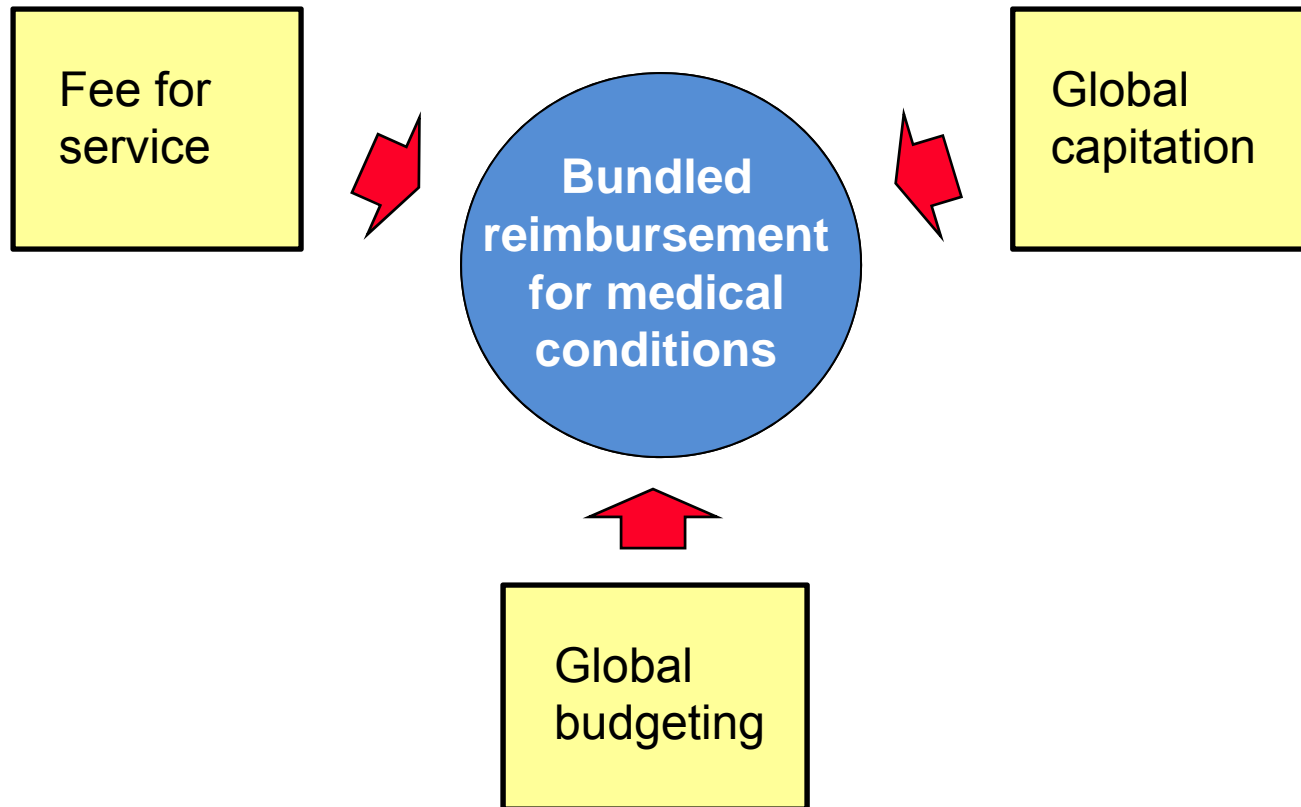 Fee for
service
Bundled
reimbursement
for medical
conditions
Global
capitation
Global
budgeting